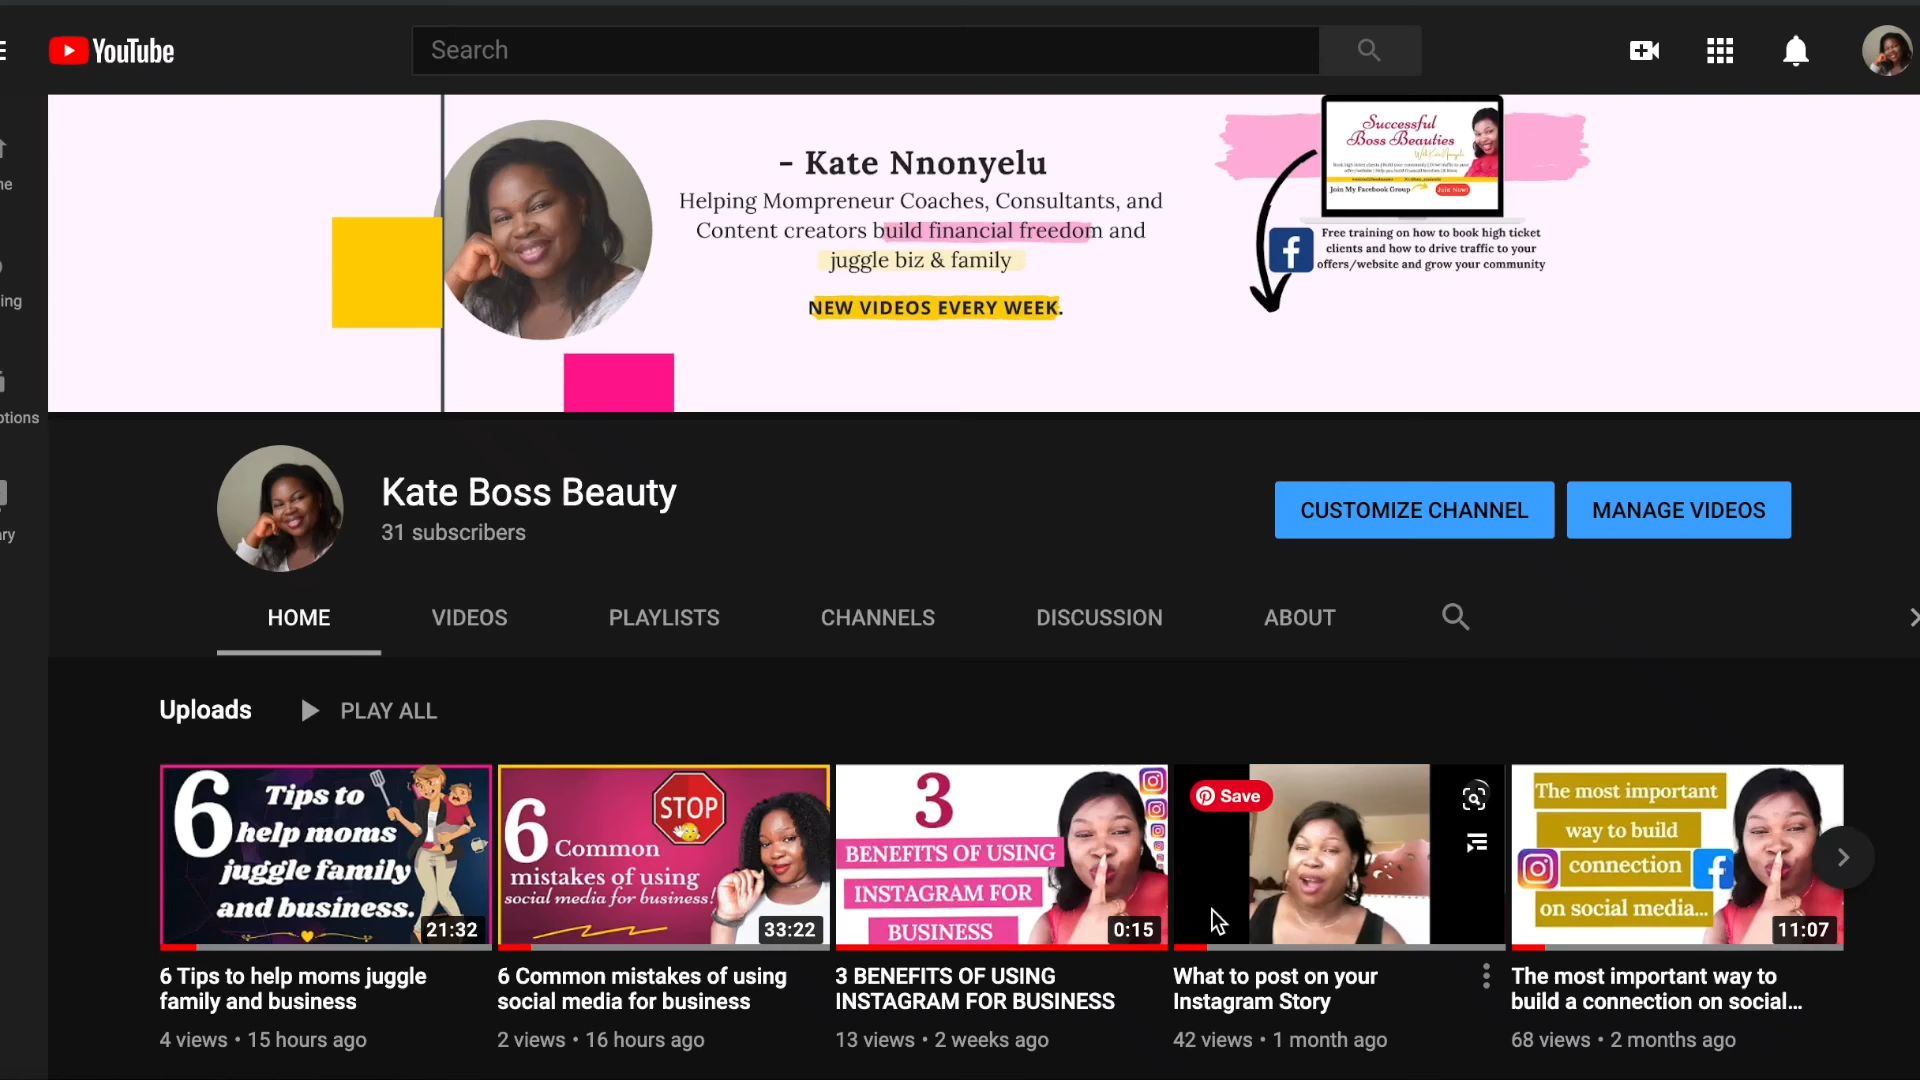 YouTube
Search
- Kate Nnonyelu
Helping Mompreneur Coaches, Consultants, and
Content creators build financial freedom and
juggle biz & family
NEW VIDEOS EVERY WEEK.
Successful
Boss Beauties
Join My Facebook Group
Join Now!
Free training on how to book high ticket
clients and how to drive traffic to your
offers/website and grow your community
Kate Boss Beauty
31 subscribers
CUSTOMIZE CHANNEL
MANAGE VIDEOS
HOME
VIDEOS
PLAYLISTS
CHANNELS
DISCUSSION
ABOUT
Uploads
PLAY ALL
6 Tips to
help moms
juggle family
and business.
21:32
6 Common
mistakes of using
social media for business!
STOP
33:22
3
BENEFITS OF USING
INSTAGRAM FOR
BUSINESS
0:15
Save
The most important
way to build
connection
on social media...
11:07
6 Tips to help moms juggle
family and business
4 views • 15 hours ago
6 Common mistakes of using
social media for business
2 views • 16 hours ago
3 BENEFITS OF USING
INSTAGRAM FOR BUSINESS
13 views • 2 weeks ago
What to post on your
Instagram Story
42 views • 1 month ago
The most important way to
build a connection on social...
68 views • 2 months ago